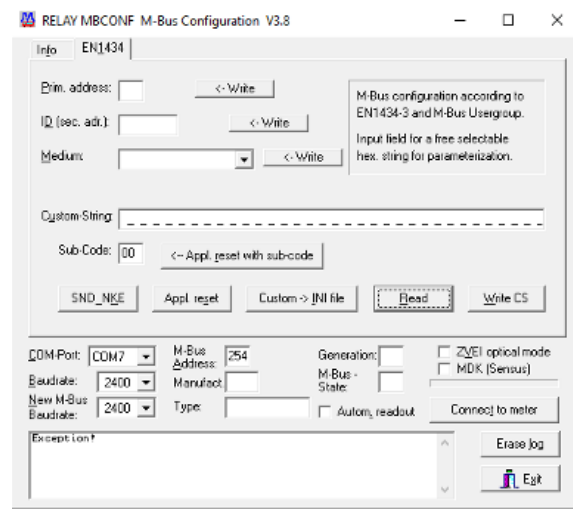 RELAY MBCONF M-Bus Configuration V3.8
Info EN1434
Prim. address: <- Write
ID (sec. adr.): <- Write
Medium: <- Write
M-Bus configuration according to
EN1434-3 and M-Bus Usergroup.
Input field for a free selectable
hex. string for parameterization.
Custom-String:
Sub-Code: 00 <-- Appl. reset with sub-code
SND_NKE Appl. reset Custom -> INI file Read Write CS
COM-Port: COM7 M-Bus Address: 254 Generation: ZVEI optical mode
MDK (Sensus)
Baudrate: 2400 Manufact. M-Bus - State:
New M-Bus Baudrate: 2400 Type: Autom. readout Connect to meter
Exception!
Erase log
Exit